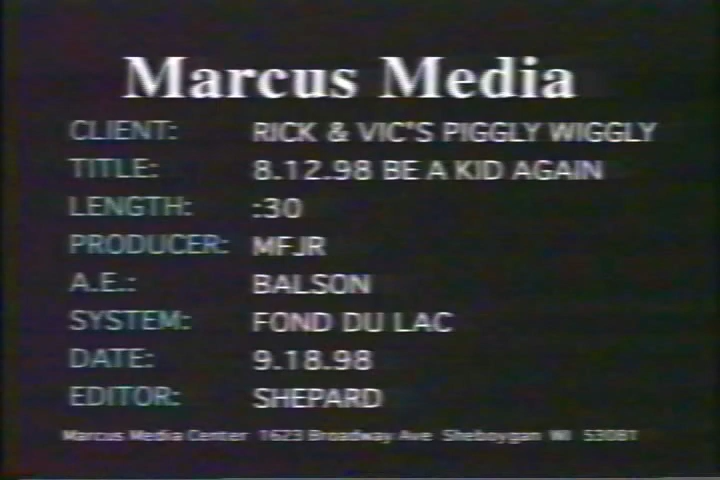 Marcus Media
CLIENT: RICK & VIC'S PIGGLY WIGGLY
TITLE: 8.12.98 BE A KID AGAIN
LENGTH: :30
PRODUCER: MFJR
A.E.: BALSON
SYSTEM: FOND DU LAC
DATE: 9.18.98
EDITOR: SHEPARD
Marcus Media Center 1623 Broadway Ave Sheboygan WI 53081